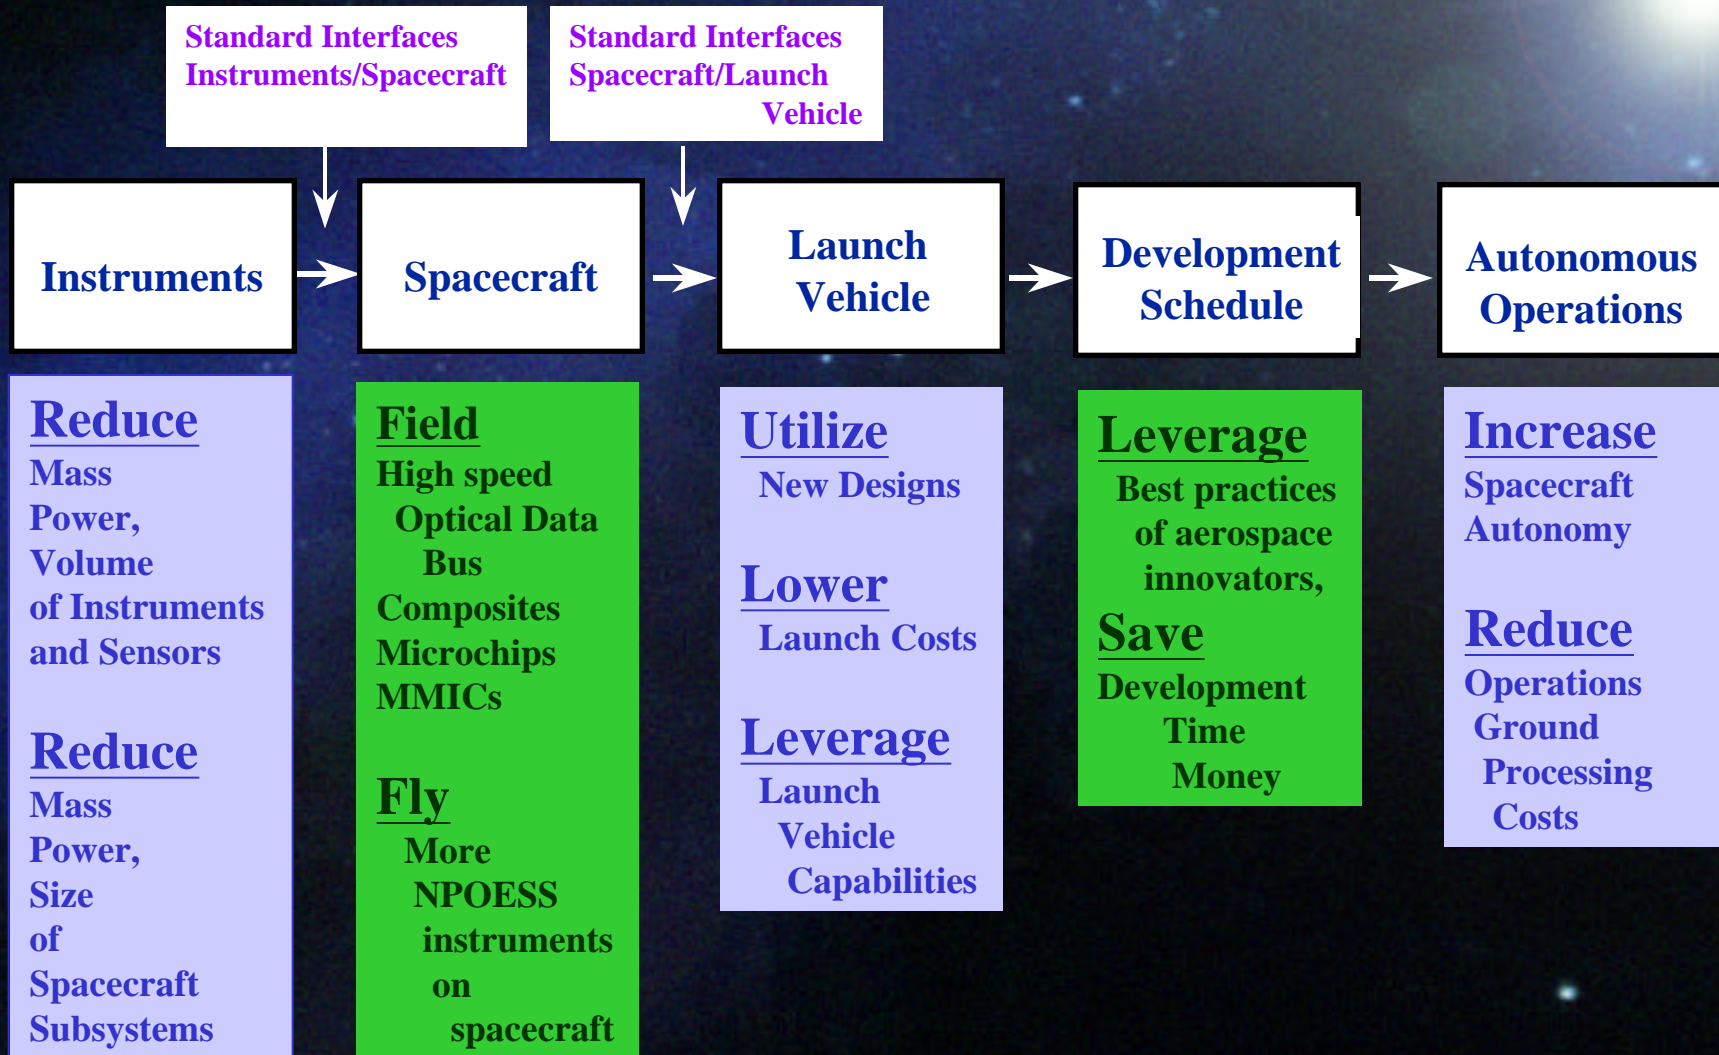 Standard Interfaces
Instruments/Spacecraft
Standard Interfaces
Spacecraft/Launch
Vehicle
Instruments
Spacecraft
Launch
Vehicle
Development
Schedule
Autonomous
Operations
Reduce
Mass
Power,
Volume
of Instruments
and Sensors
Reduce
Mass
Power,
Size
of
Spacecraft
Subsystems
Field
High speed
Optical Data
Bus
Composites
Microchips
MMICs
Fly
More
NPOESS
instruments
on
spacecraft
Utilize
New Designs
Lower
Launch Costs
Leverage
Launch
Vehicle
Capabilities
Leverage
Best practices
of aerospace
innovators,
Save
Development
Time
Money
Increase
Spacecraft
Autonomy
Reduce
Operations
Ground
Processing
Costs